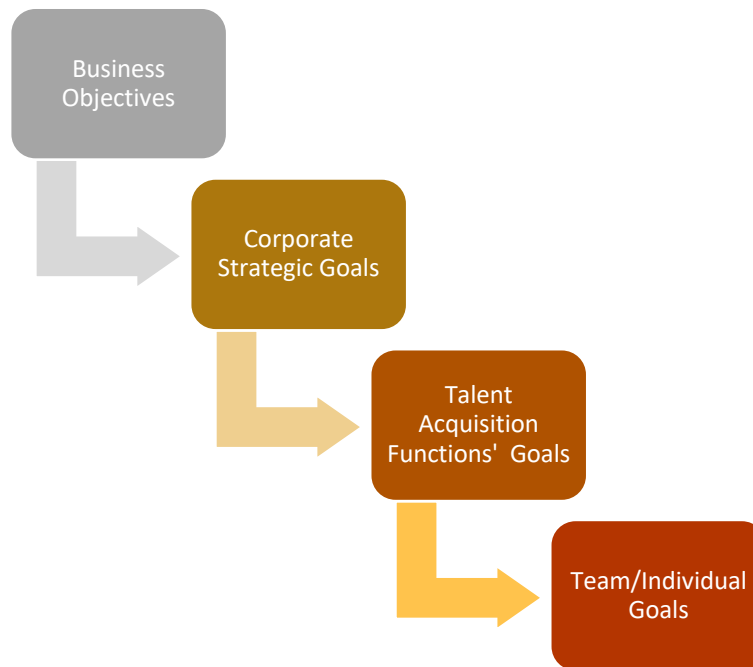 Business
Objectives
Corporate
Strategic Goals
Talent
Acquisition
Functions'  Goals
Team/Individual
Goals